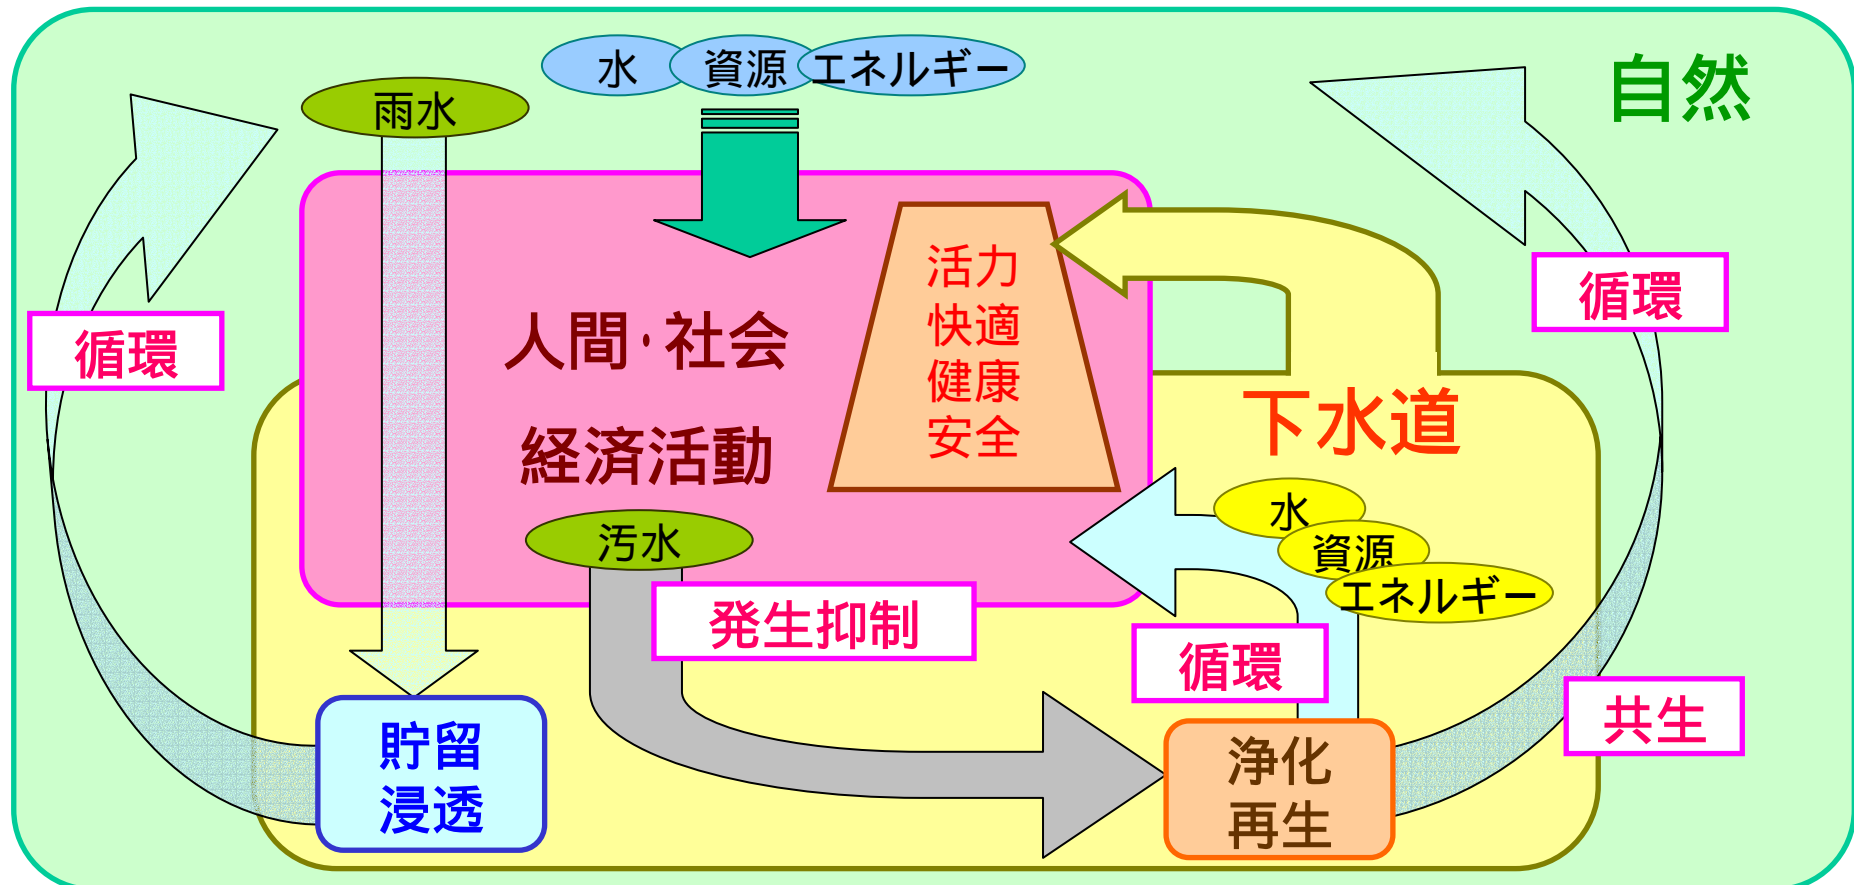 水
資源
エネルギー
自然
雨水
活力
快適
健康
安全
循環
循環
人間・社会
経済活動
下水道
水
資源
エネルギー
汚水
発生抑制
循環
共生
貯留
浸透
浄化
再生